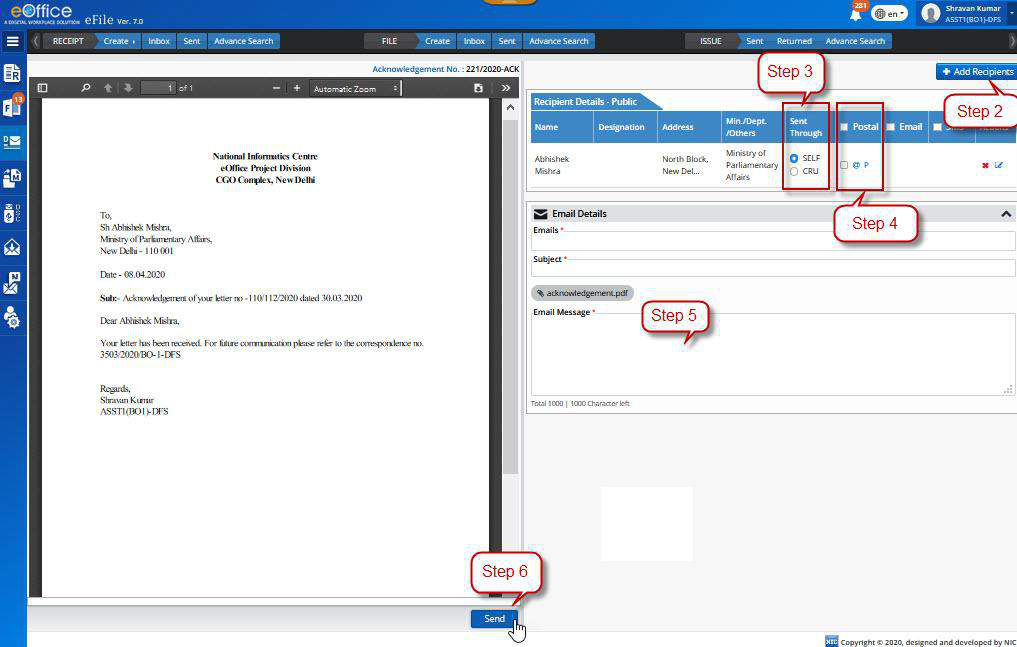 eOffice
A DIGITAL WORKPLACE SOLUTION
eFile Ver. 7.0
281
en
Shravan Kumar
ASST1(BO1)-DFS
RECEIPT Create Inbox Sent Advance Search
FILE Create Inbox Sent Advance Search
ISSUE Sent Returned Advance Search
13
Acknowledgement No. : 221/2020-ACK
1 of 1
Automatic Zoom
National Informatics Centre
eOffice Project Division
CGO Complex, New Delhi
To,
Sh Abhishek Mishra,
Ministry of Parliamentary Affairs,
New Delhi - 110 001
Date - 08.04.2020
Sub:- Acknowledgement of your letter no -110/112/2020 dated 30.03.2020
Dear Abhishek Mishra,
Your letter has been received. For future communication please refer to the correspondence no.
3503/2020/BO-1-DFS
Regards,
Shravan Kumar
ASST1(BO1)-DFS
Step 6
Send
Step 3
+ Add Recipients
Step 2
Recipient Details - Public
Name Designation Address Min./Dept. /Others Sent Through Postal Email
Abhishek Mishra North Block, New Del... Ministry of Parliamentary Affairs SELF CRU @ P
Step 4
Email Details
Emails *
Subject *
acknowledgement.pdf
Email Message *
Step 5
Total 1000 | 1000 Character left
NIC Copyright © 2020, designed and developed by NIC